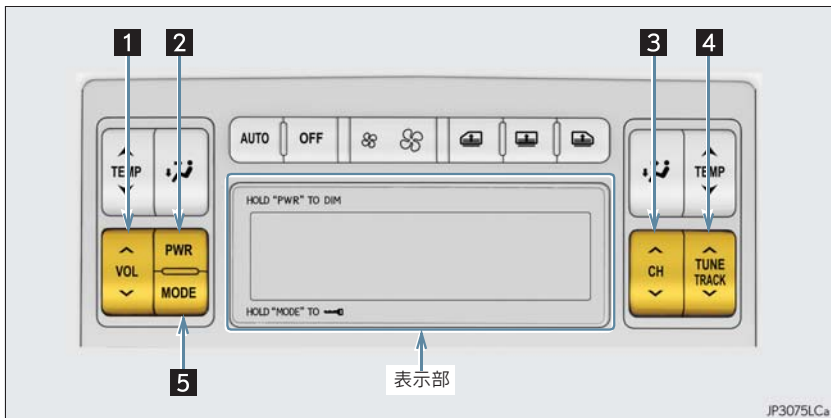 1 2 3 4
AUTO OFF
TEMP
TEMP
HOLD "PWR" TO DIM
VOL
PWR
MODE
CH
TUNE
TRACK
HOLD "MODE" TO
5
表示部
JP3075LCa